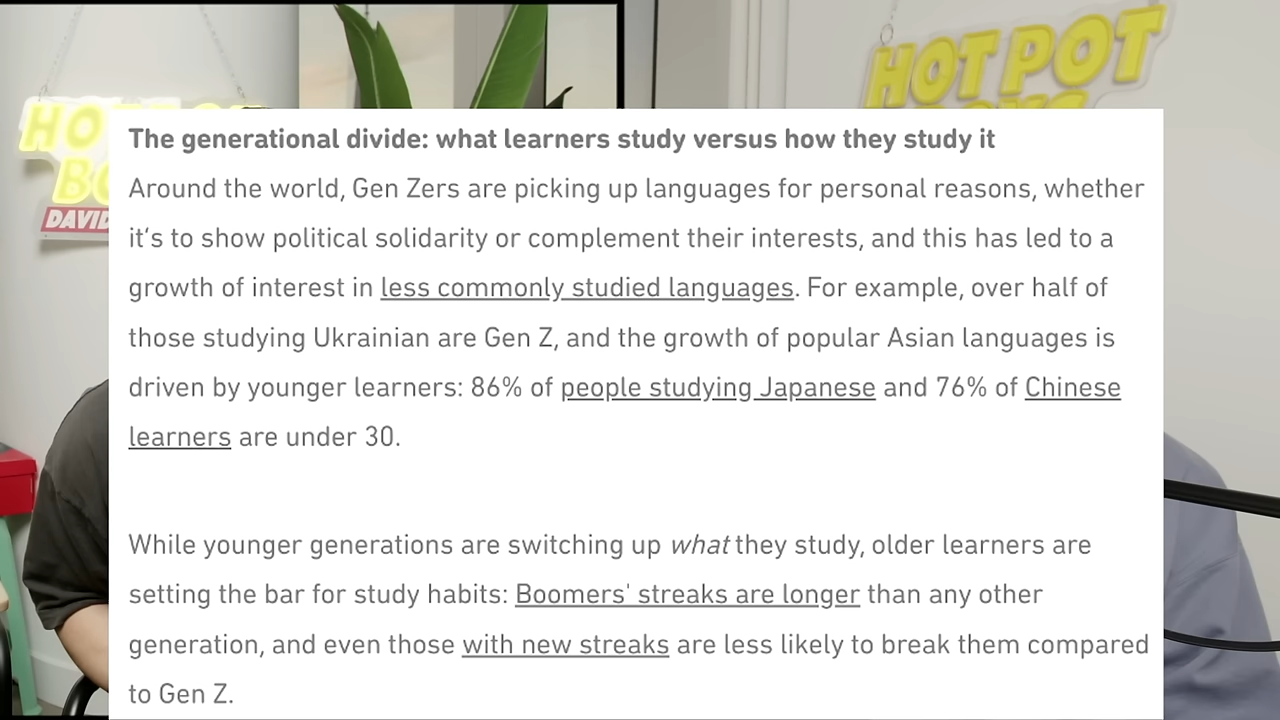 HOT POT
HO
BO
DAVID
The generational divide: what learners study versus how they study it
Around the world, Gen Zers are picking up languages for personal reasons, whether
it‘s to show political solidarity or complement their interests, and this has led to a
growth of interest in less commonly studied languages. For example, over half of
those studying Ukrainian are Gen Z, and the growth of popular Asian languages is
driven by younger learners: 86% of people studying Japanese and 76% of Chinese
learners are under 30.
While younger generations are switching up what they study, older learners are
setting the bar for study habits: Boomers' streaks are longer than any other
generation, and even those with new streaks are less likely to break them compared
to Gen Z.